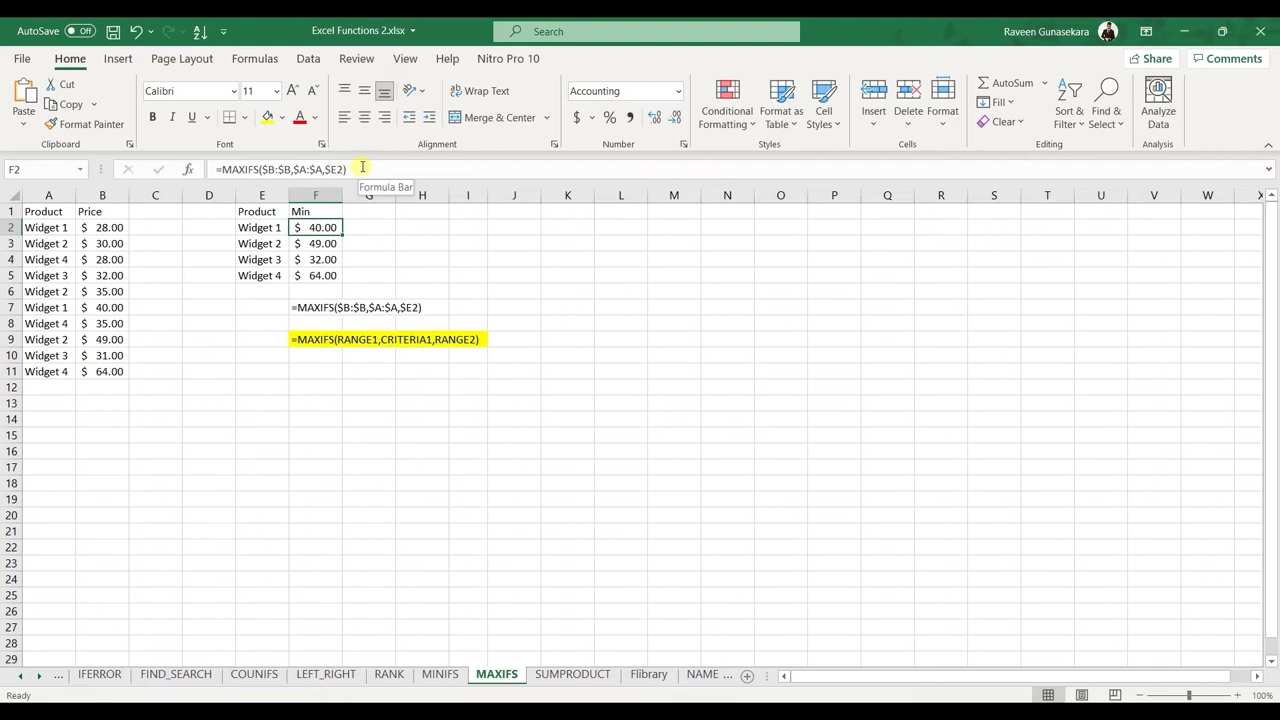 AutoSave Off Excel Functions 2.xlsx Search Raveen Gunasekara
File Home Insert Page Layout Formulas Data Review View Help Nitro Pro 10 Share Comments
Paste Cut Copy Format Painter
Clipboard
Calibri 11
B I U
Font
Wrap Text
Merge & Center
Alignment
Accounting
$ % ,
Number
Conditional Formatting
Format as Table
Cell Styles
Styles
Insert Delete Format
Cells
AutoSum
Fill
Clear
Sort & Filter
Find & Select
Editing
Analyze Data
Analysis
F2 fx =MAXIFS($B:$B,$A:$A,$E2)
Formula Bar
A B C D E F G H I J K L M N O P Q R S T U V W X
1 Product Price Product Min
2 Widget 1 $ 28.00 Widget 1 $ 40.00
3 Widget 2 $ 30.00 Widget 2 $ 49.00
4 Widget 4 $ 28.00 Widget 3 $ 32.00
5 Widget 3 $ 32.00 Widget 4 $ 64.00
6 Widget 2 $ 35.00
7 Widget 1 $ 40.00 =MAXIFS($B:$B,$A:$A,$E2)
8 Widget 4 $ 35.00
9 Widget 2 $ 49.00 =MAXIFS(RANGE1,CRITERIA1,RANGE2)
10 Widget 3 $ 31.00
11 Widget 4 $ 64.00
12
13
14
15
16
17
18
19
20
21
22
23
24
25
26
27
28
29
... IFERROR FIND_SEARCH COUNIFS LEFT_RIGHT RANK MINIFS MAXIFS SUMPRODUCT Flibrary NAME ...
Ready 100%